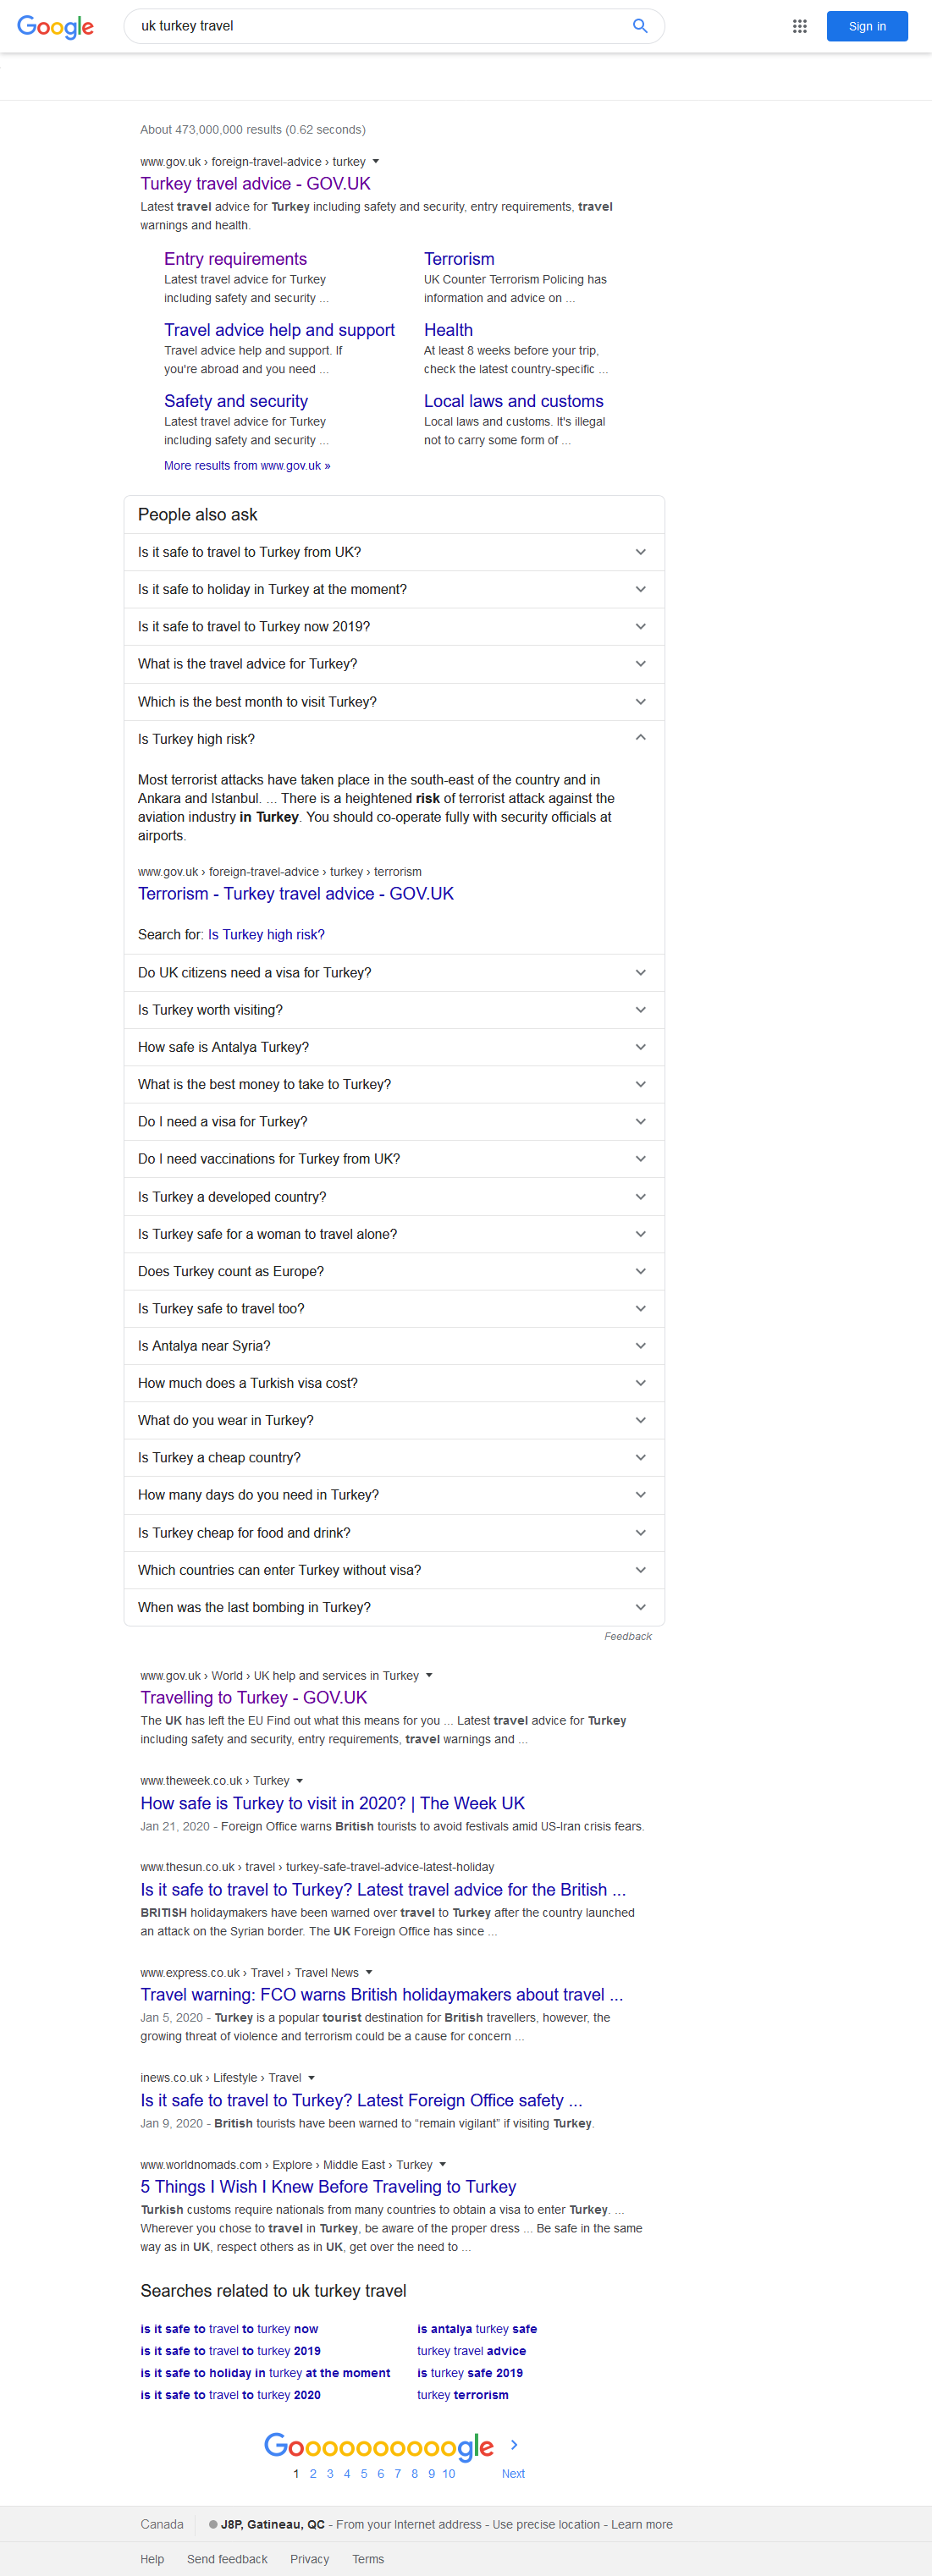 Google
uk turkey travel
Sign in
About 473,000,000 results (0.62 seconds)
www.gov.uk › foreign-travel-advice › turkey
Turkey travel advice - GOV.UK
Latest travel advice for Turkey including safety and security, entry requirements, travel
warnings and health.
Entry requirements
Latest travel advice for Turkey
including safety and security ...
Terrorism
UK Counter Terrorism Policing has
information and advice on ...
Travel advice help and support
Travel advice help and support. If
you're abroad and you need ...
Health
At least 8 weeks before your trip,
check the latest country-specific ...
Safety and security
Latest travel advice for Turkey
including safety and security ...
Local laws and customs
Local laws and customs. It's illegal
not to carry some form of ...
More results from www.gov.uk »
People also ask
Is it safe to travel to Turkey from UK?
Is it safe to holiday in Turkey at the moment?
Is it safe to travel to Turkey now 2019?
What is the travel advice for Turkey?
Which is the best month to visit Turkey?
Is Turkey high risk?
Most terrorist attacks have taken place in the south-east of the country and in
Ankara and Istanbul. ... There is a heightened risk of terrorist attack against the
aviation industry in Turkey. You should co-operate fully with security officials at
airports.
www.gov.uk › foreign-travel-advice › turkey › terrorism
Terrorism - Turkey travel advice - GOV.UK
Search for: Is Turkey high risk?
Do UK citizens need a visa for Turkey?
Is Turkey worth visiting?
How safe is Antalya Turkey?
What is the best money to take to Turkey?
Do I need a visa for Turkey?
Do I need vaccinations for Turkey from UK?
Is Turkey a developed country?
Is Turkey safe for a woman to travel alone?
Does Turkey count as Europe?
Is Turkey safe to travel too?
Is Antalya near Syria?
How much does a Turkish visa cost?
What do you wear in Turkey?
Is Turkey a cheap country?
How many days do you need in Turkey?
Is Turkey cheap for food and drink?
Which countries can enter Turkey without visa?
When was the last bombing in Turkey?
Feedback
www.gov.uk › World › UK help and services in Turkey
Travelling to Turkey - GOV.UK
The UK has left the EU Find out what this means for you ... Latest travel advice for Turkey
including safety and security, entry requirements, travel warnings and ...
www.theweek.co.uk › Turkey
How safe is Turkey to visit in 2020? | The Week UK
Jan 21, 2020 - Foreign Office warns British tourists to avoid festivals amid US-Iran crisis fears.
www.thesun.co.uk › travel › turkey-safe-travel-advice-latest-holiday
Is it safe to travel to Turkey? Latest travel advice for the British ...
BRITISH holidaymakers have been warned over travel to Turkey after the country launched
an attack on the Syrian border. The UK Foreign Office has since ...
www.express.co.uk › Travel › Travel News
Travel warning: FCO warns British holidaymakers about travel ...
Jan 5, 2020 - Turkey is a popular tourist destination for British travellers, however, the
growing threat of violence and terrorism could be a cause for concern ...
inews.co.uk › Lifestyle › Travel
Is it safe to travel to Turkey? Latest Foreign Office safety ...
Jan 9, 2020 - British tourists have been warned to “remain vigilant” if visiting Turkey.
www.worldnomads.com › Explore › Middle East › Turkey
5 Things I Wish I Knew Before Traveling to Turkey
Turkish customs require nationals from many countries to obtain a visa to enter Turkey. ...
Wherever you chose to travel in Turkey, be aware of the proper dress ... Be safe in the same
way as in UK, respect others as in UK, get over the need to ...
Searches related to uk turkey travel
is it safe to travel to turkey now
is it safe to travel to turkey 2019
is it safe to holiday in turkey at the moment
is it safe to travel to turkey 2020
is antalya turkey safe
turkey travel advice
is turkey safe 2019
turkey terrorism
Goooooooooogle
1 2 3 4 5 6 7 8 9 10 Next
Canada J8P, Gatineau, QC - From your Internet address - Use precise location - Learn more
Help Send feedback Privacy Terms